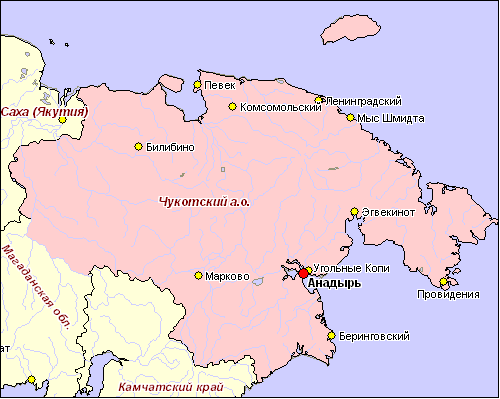 Певек
Ленинградский
Комсомольский
Саха (Якутия)
Мыс Шмидта
Билибино
Чукотский а.о.
Эгвекинот
Угольные Копи
Марково
Анадырь
Провидения
Магаданская обл.
Беринговский
ат
Камчатский край